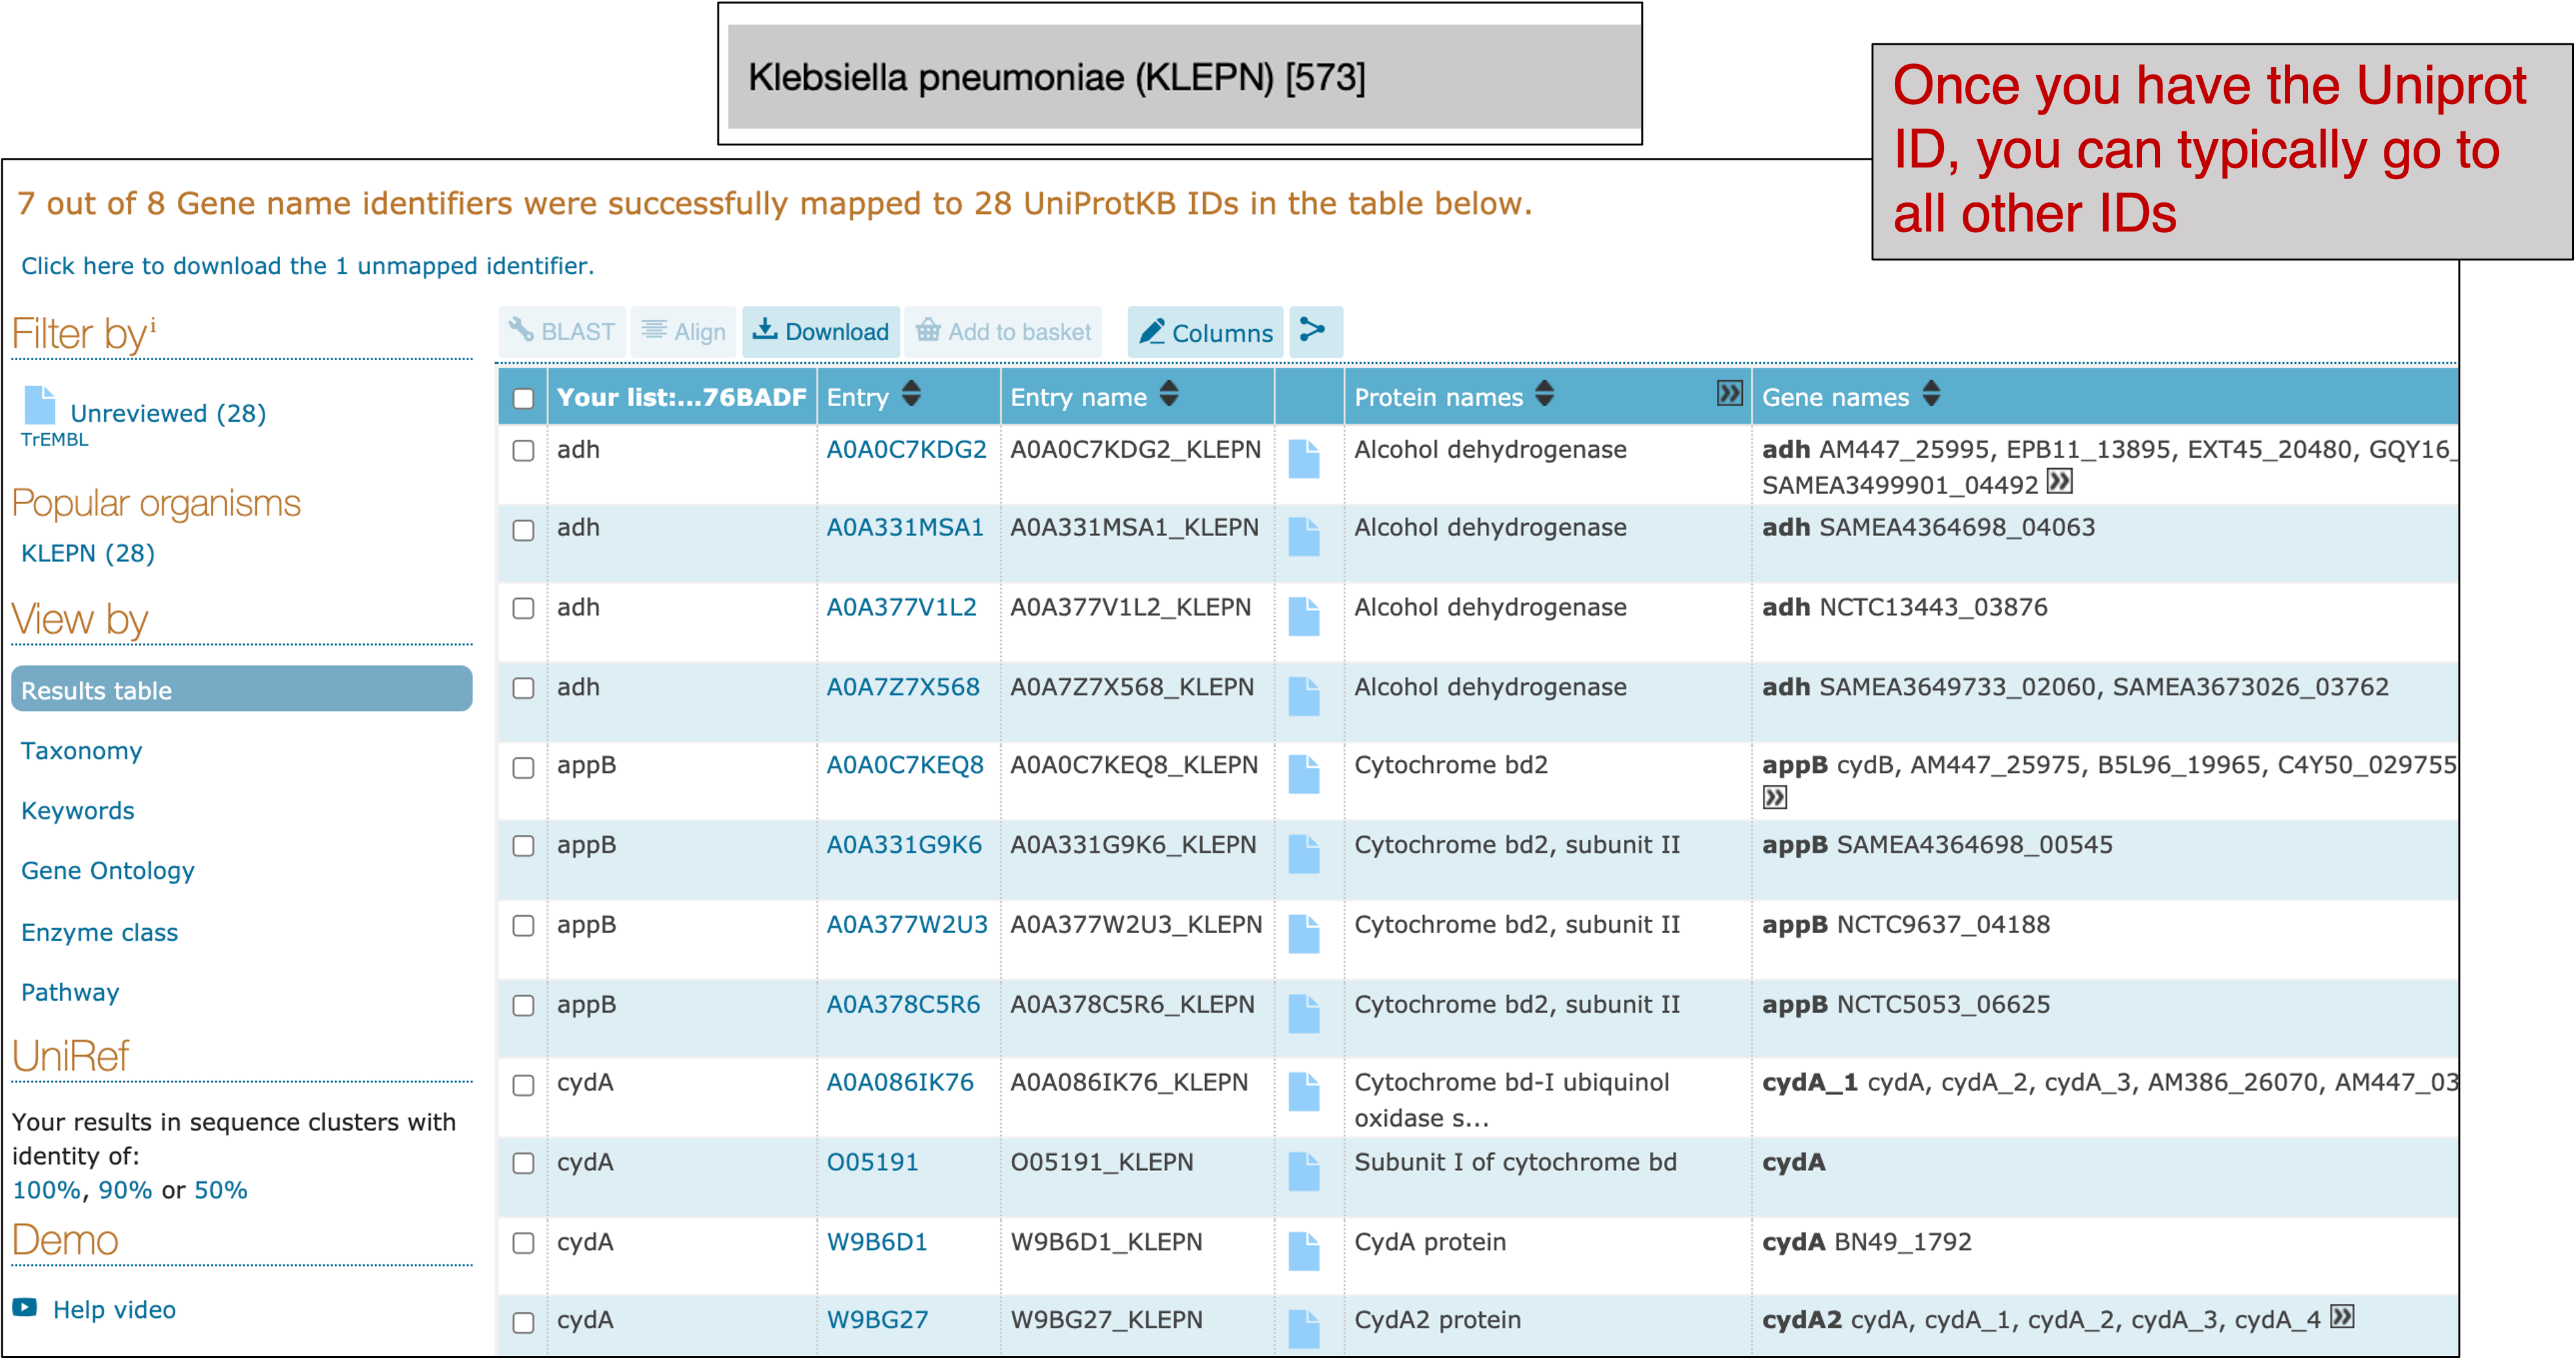 Klebsiella pneumoniae (KLEPN) [573]
Once you have the Uniprot
ID, you can typically go to
all other IDs
7 out of 8 Gene name identifiers were successfully mapped to 28 UniProtKB IDs in the table below.
Click here to download the 1 unmapped identifier.
Filter by i
Unreviewed (28)
TrEMBL
Popular organisms
KLEPN (28)
View by
Results table
Taxonomy
Keywords
Gene Ontology
Enzyme class
Pathway
UniRef
Your results in sequence clusters with
identity of:
100%, 90% or 50%
Demo
Help video
BLAST Align Download Add to basket Columns
Your list:...76BADF Entry Entry name Protein names Gene names
adh A0A0C7KDG2 A0A0C7KDG2_KLEPN Alcohol dehydrogenase adh AM447_25995, EPB11_13895, EXT45_20480, GQY16_
SAMEA3499901_04492
adh A0A331MSA1 A0A331MSA1_KLEPN Alcohol dehydrogenase adh SAMEA4364698_04063
adh A0A377V1L2 A0A377V1L2_KLEPN Alcohol dehydrogenase adh NCTC13443_03876
adh A0A7Z7X568 A0A7Z7X568_KLEPN Alcohol dehydrogenase adh SAMEA3649733_02060, SAMEA3673026_03762
appB A0A0C7KEQ8 A0A0C7KEQ8_KLEPN Cytochrome bd2 appB cydB, AM447_25975, B5L96_19965, C4Y50_029755
appB A0A331G9K6 A0A331G9K6_KLEPN Cytochrome bd2, subunit II appB SAMEA4364698_00545
appB A0A377W2U3 A0A377W2U3_KLEPN Cytochrome bd2, subunit II appB NCTC9637_04188
appB A0A378C5R6 A0A378C5R6_KLEPN Cytochrome bd2, subunit II appB NCTC5053_06625
cydA A0A086IK76 A0A086IK76_KLEPN Cytochrome bd-I ubiquinol cydA_1 cydA, cydA_2, cydA_3, AM386_26070, AM447_03
oxidase s...
cydA O05191 O05191_KLEPN Subunit I of cytochrome bd cydA
cydA W9B6D1 W9B6D1_KLEPN CydA protein cydA BN49_1792
cydA W9BG27 W9BG27_KLEPN CydA2 protein cydA2 cydA, cydA_1, cydA_2, cydA_3, cydA_4